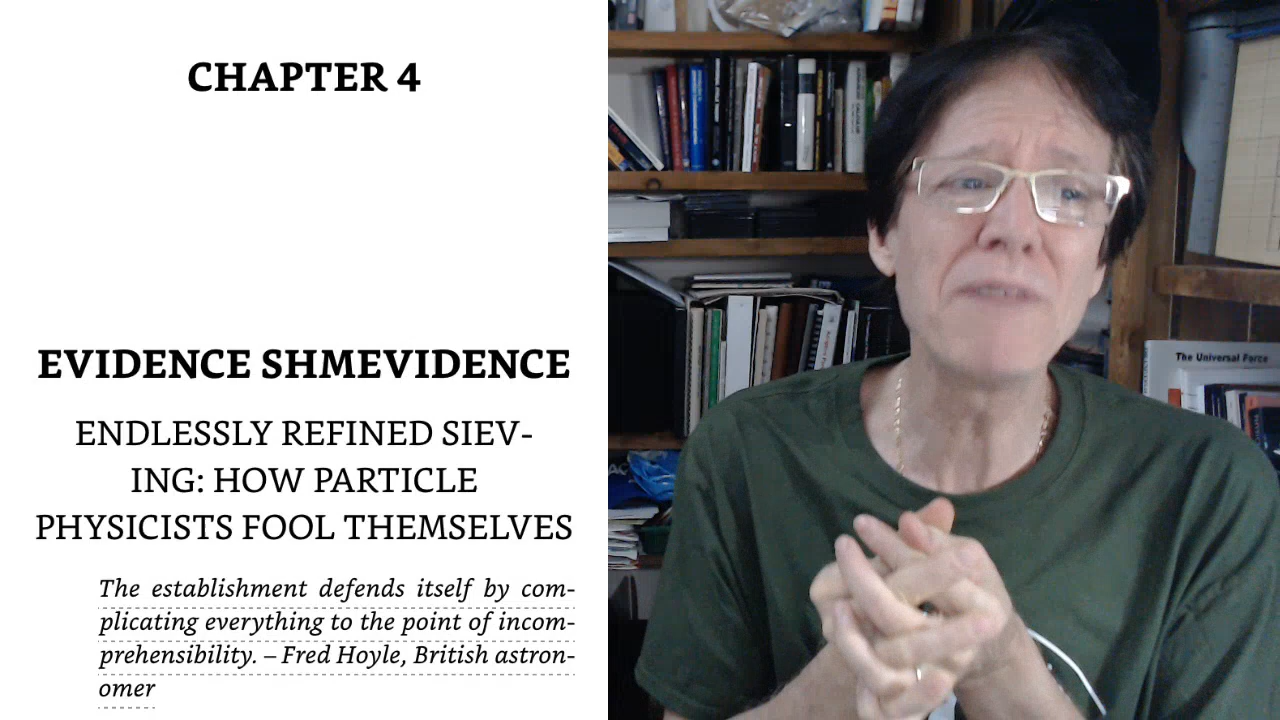 CHAPTER 4
EVIDENCE SHMEVIDENCE
ENDLESSLY REFINED SIEV-
ING: HOW PARTICLE
PHYSICISTS FOOL THEMSELVES
The establishment defends itself by com-
plicating everything to the point of incom-
prehensibility. – Fred Hoyle, British astron-
omer
The Universal Force